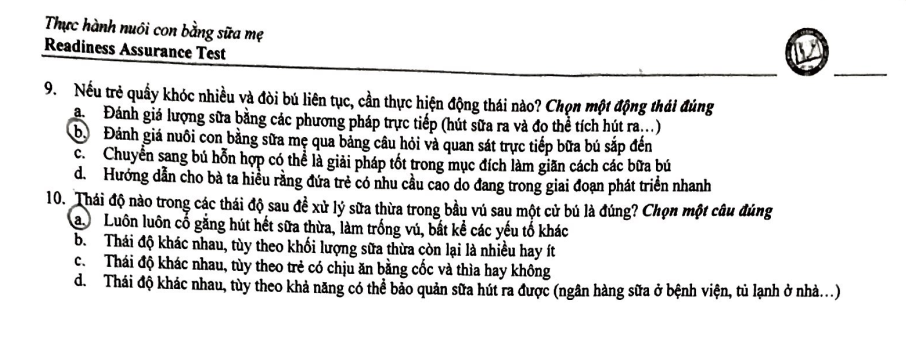 Thực hành nuôi con bằng sữa mẹ
Readiness Assurance Test
9. Nếu trẻ quấy khóc nhiều và đòi bú liên tục, cần thực hiện động thái nào? Chọn một động thái đúng
a. Đánh giá lượng sữa bằng các phương pháp trực tiếp (hút sữa ra và đo thể tích hút ra…)
b. Đánh giá nuôi con bằng sữa mẹ qua bảng câu hỏi và quan sát trực tiếp bữa bú sắp đến
c. Chuyển sang bú hỗn hợp có thể là giải pháp tốt trong mục đích làm giãn cách các bữa bú
d. Hướng dẫn cho bà ta hiểu rằng đứa trẻ có nhu cầu cao do đang trong giai đoạn phát triển nhanh
10. Thái độ nào trong các thái độ sau để xử lý sữa thừa trong bầu vú sau một cử bú là đúng? Chọn một câu đúng
a. Luôn luôn cố gắng hút hết sữa thừa, làm trống vú, bất kể các yếu tố khác
b. Thái độ khác nhau, tùy theo khối lượng sữa thừa còn lại là nhiều hay ít
c. Thái độ khác nhau, tùy theo trẻ có chịu ăn bằng cốc và thìa hay không
d. Thái độ khác nhau, tùy theo khả năng có thể bảo quản sữa hút ra được (ngân hàng sữa ở bệnh viện, tủ lạnh ở nhà…)